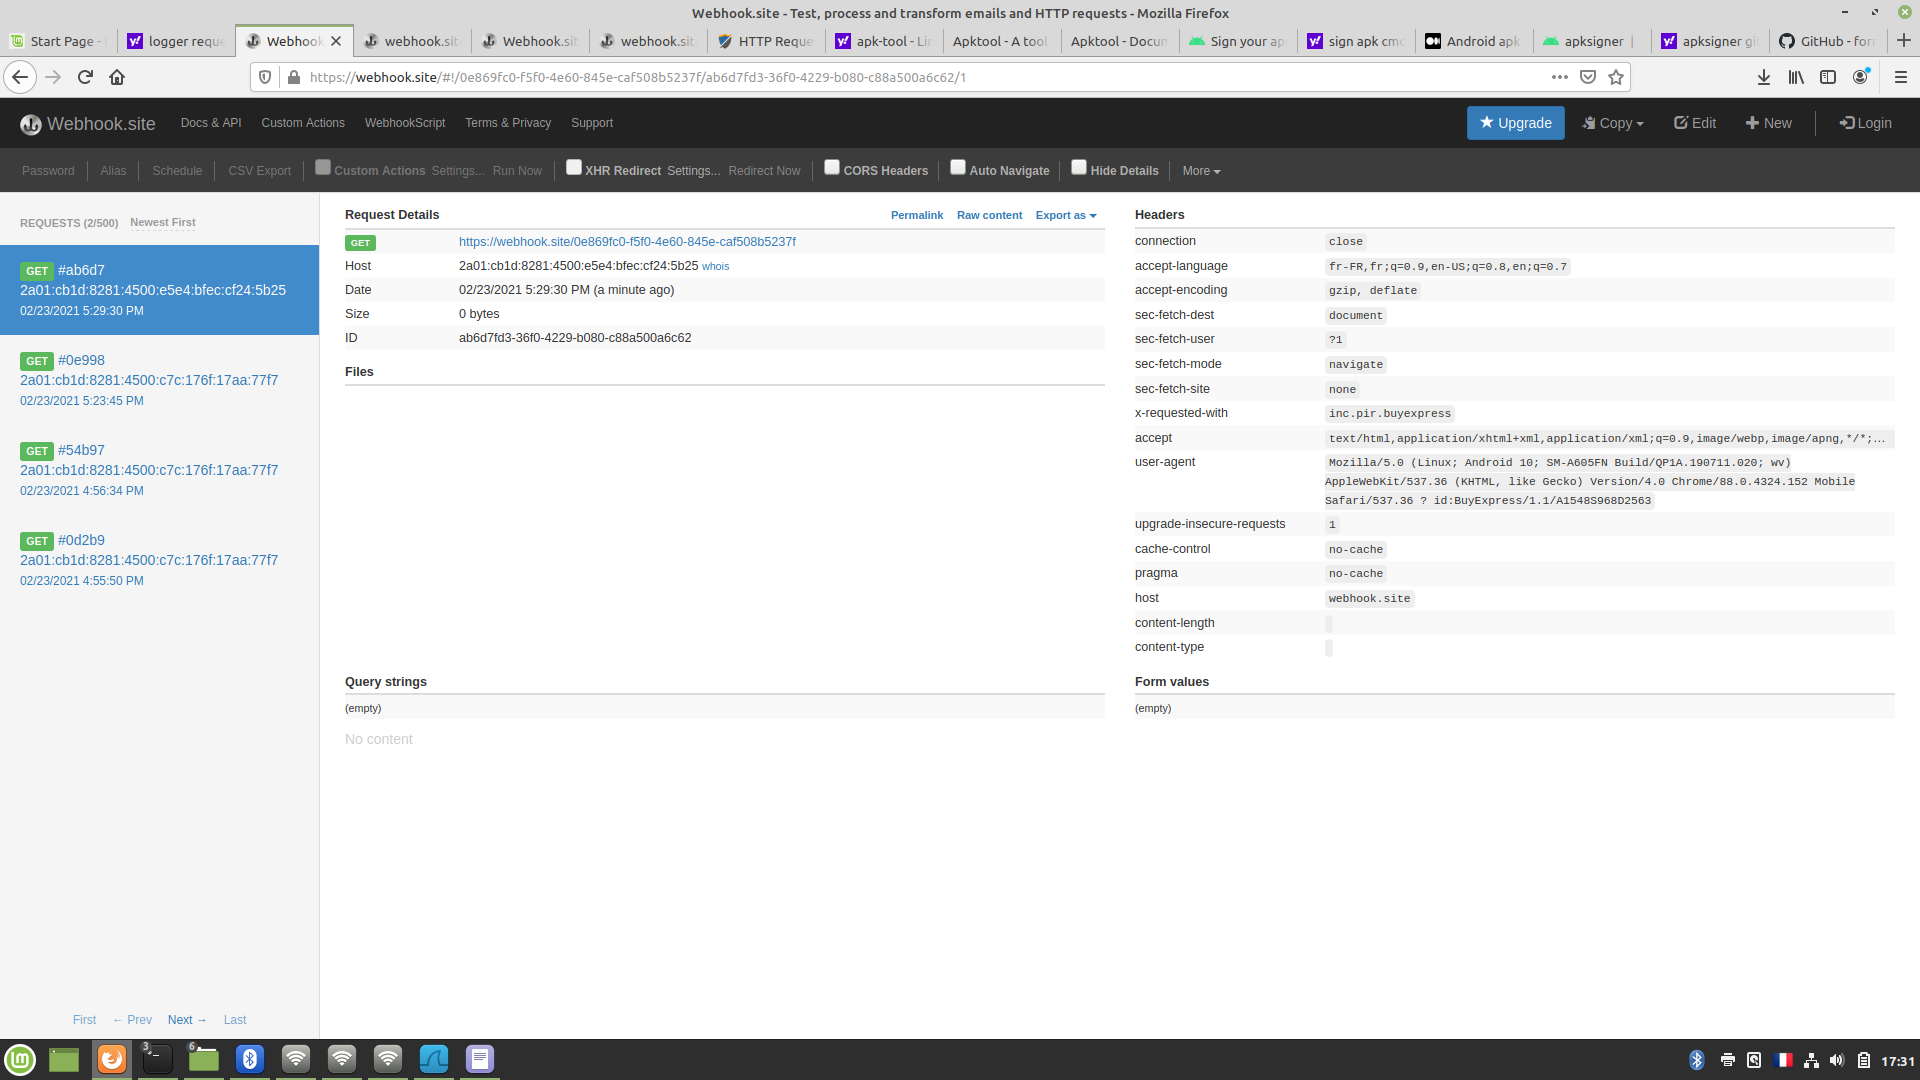 Webhook.site - Test, process and transform emails and HTTP requests - Mozilla Firefox
Start Page -
logger reque
Webhook
webhook.sit
Webhook.sit
webhook.sit
HTTP Reque
apk-tool - Li
Apktool - A tool
Apktool - Docum
Sign your ap
sign apk cmd
Android apk
apksigner |
apksigner gi
GitHub - for
https://webhook.site/#!/0e869fc0-f5f0-4e60-845e-caf508b5237f/ab6d7fd3-36f0-4229-b080-c88a500a6c62/1
Webhook.site Docs & API Custom Actions WebhookScript Terms & Privacy Support Upgrade Copy Edit New Login
Password Alias Schedule CSV Export Custom Actions Settings... Run Now XHR Redirect Settings... Redirect Now CORS Headers Auto Navigate Hide Details More
REQUESTS (2/500) Newest First
GET #ab6d7
2a01:cb1d:8281:4500:e5e4:bfec:cf24:5b25
02/23/2021 5:29:30 PM
GET #0e998
2a01:cb1d:8281:4500:c7c:176f:17aa:77f7
02/23/2021 5:23:45 PM
GET #54b97
2a01:cb1d:8281:4500:c7c:176f:17aa:77f7
02/23/2021 4:56:34 PM
GET #0d2b9
2a01:cb1d:8281:4500:c7c:176f:17aa:77f7
02/23/2021 4:55:50 PM
First ← Prev Next → Last
Request Details Permalink Raw content Export as
GET https://webhook.site/0e869fc0-f5f0-4e60-845e-caf508b5237f
Host 2a01:cb1d:8281:4500:e5e4:bfec:cf24:5b25 whois
Date 02/23/2021 5:29:30 PM (a minute ago)
Size 0 bytes
ID ab6d7fd3-36f0-4229-b080-c88a500a6c62
Files
Query strings
(empty)
No content
Headers
connection close
accept-language fr-FR,fr;q=0.9,en-US;q=0.8,en;q=0.7
accept-encoding gzip, deflate
sec-fetch-dest document
sec-fetch-user ?1
sec-fetch-mode navigate
sec-fetch-site none
x-requested-with inc.pir.buyexpress
accept text/html,application/xhtml+xml,application/xml;q=0.9,image/webp,image/apng,*/*;...
user-agent Mozilla/5.0 (Linux; Android 10; SM-A605FN Build/QP1A.190711.020; wv)
AppleWebKit/537.36 (KHTML, like Gecko) Version/4.0 Chrome/88.0.4324.152 Mobile
Safari/537.36 ? id:BuyExpress/1.1/A1548S968D2563
upgrade-insecure-requests 1
cache-control no-cache
pragma no-cache
host webhook.site
content-length
content-type
Form values
(empty)
3
6
17:31